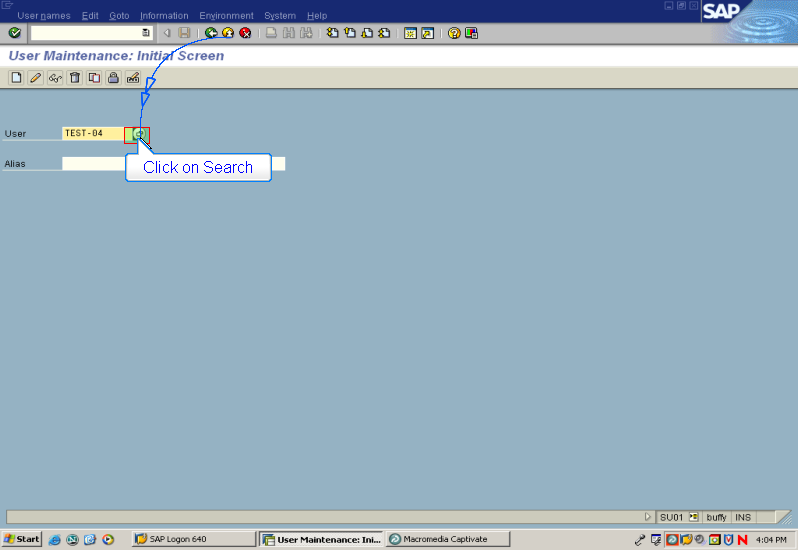 User names Edit Goto Information Environment System Help
SAP
User Maintenance: Initial Screen
User TEST-04
Alias
Click on Search
SU01 buffy INS
Start SAP Logon 640 User Maintenance: Ini... Macromedia Captivate N 4:04 PM